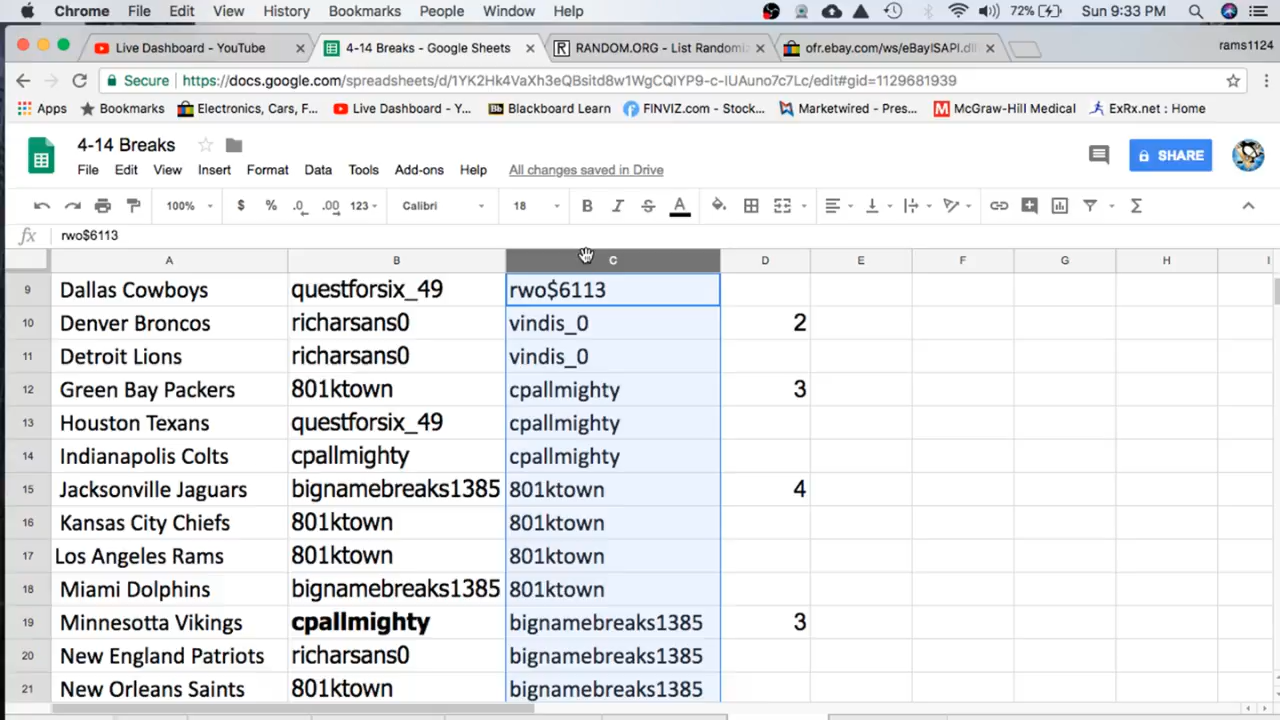 Chrome File Edit View History Bookmarks People Window Help 72% Sun 9:33 PM
Live Dashboard - YouTube 4-14 Breaks - Google Sheets RANDOM.ORG - List Randomiz ofr.ebay.com/ws/eBayISAPI.dll rams1124
Secure https://docs.google.com/spreadsheets/d/1YK2Hk4VaXh3eQBsitd8w1WgCQIYP9-c-IUAuno7c7Lc/edit#gid=1129681939
Apps Bookmarks Electronics, Cars, F... Live Dashboard - Y... Bb Blackboard Learn FINVIZ.com - Stock... Marketwired - Pres... McGraw-Hill Medical ExRx.net : Home
4-14 Breaks
SHARE
File Edit View Insert Format Data Tools Add-ons Help All changes saved in Drive
100% $ % .0 .00 123 Calibri 18 B I S A Σ
fx rwo$6113
A B C D E F G H I
9 Dallas Cowboys questforsix_49 rwo$6113
10 Denver Broncos richarsans0 vindis_0 2
11 Detroit Lions richarsans0 vindis_0
12 Green Bay Packers 801ktown cpallmighty 3
13 Houston Texans questforsix_49 cpallmighty
14 Indianapolis Colts cpallmighty cpallmighty
15 Jacksonville Jaguars bignamebreaks1385 801ktown 4
16 Kansas City Chiefs 801ktown 801ktown
17 Los Angeles Rams 801ktown 801ktown
18 Miami Dolphins bignamebreaks1385 801ktown
19 Minnesota Vikings cpallmighty bignamebreaks1385 3
20 New England Patriots richarsans0 bignamebreaks1385
21 New Orleans Saints 801ktown bignamebreaks1385